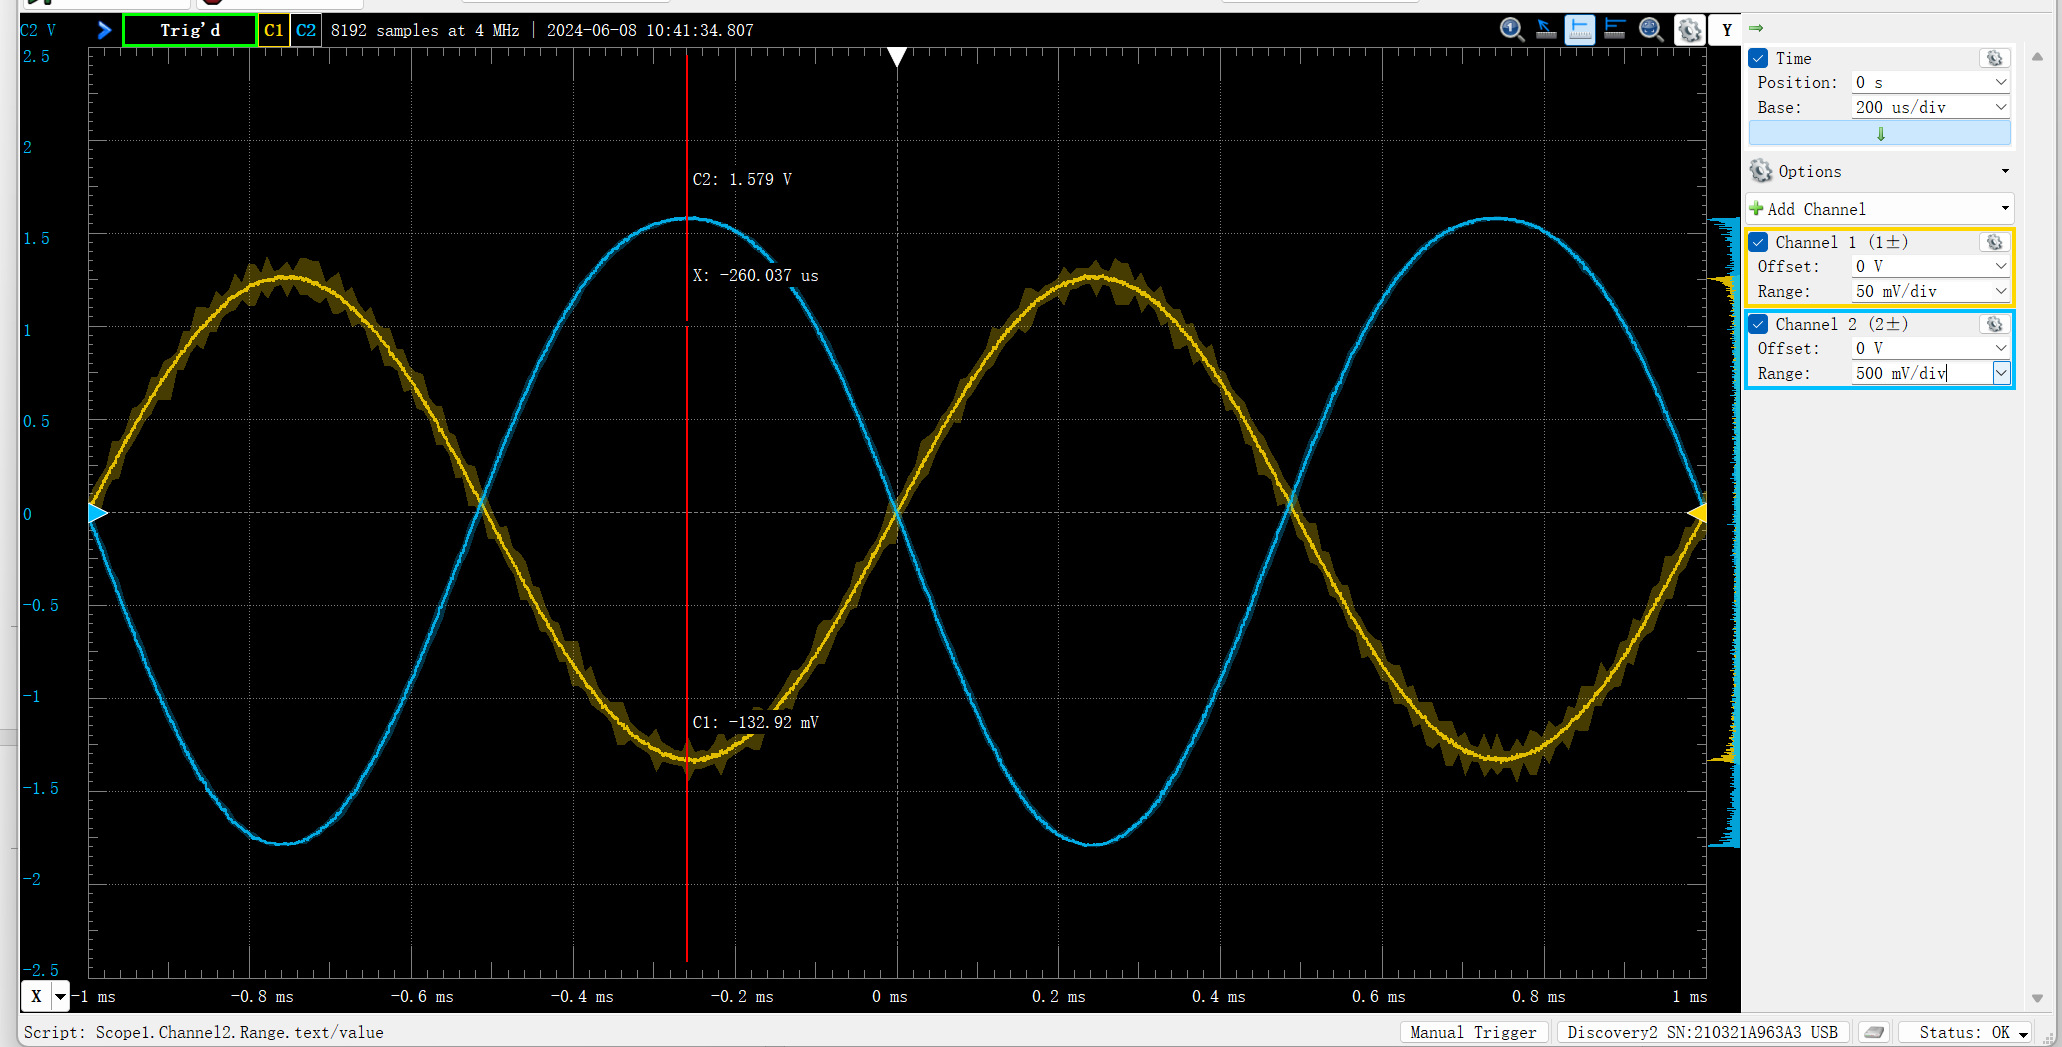 C2 V
Trig'd C1 C2 8192 samples at 4 MHz | 2024-06-08 10:41:34.807
Y
2.5
2
1.5
1
0.5
0
-0.5
-1
-1.5
-2
-2.5
C2: 1.579 V
X: -260.037 us
C1: -132.92 mV
X
-1 ms
-0.8 ms
-0.6 ms
-0.4 ms
-0.2 ms
0 ms
0.2 ms
0.4 ms
0.6 ms
0.8 ms
1 ms
Time
Position: 0 s
Base: 200 us/div
Options
Add Channel
Channel 1 (1±)
Offset: 0 V
Range: 50 mV/div
Channel 2 (2±)
Offset: 0 V
Range: 500 mV/div
Script: Scope1.Channel2.Range.text/value
Manual Trigger
Discovery2 SN:210321A963A3 USB
Status: OK